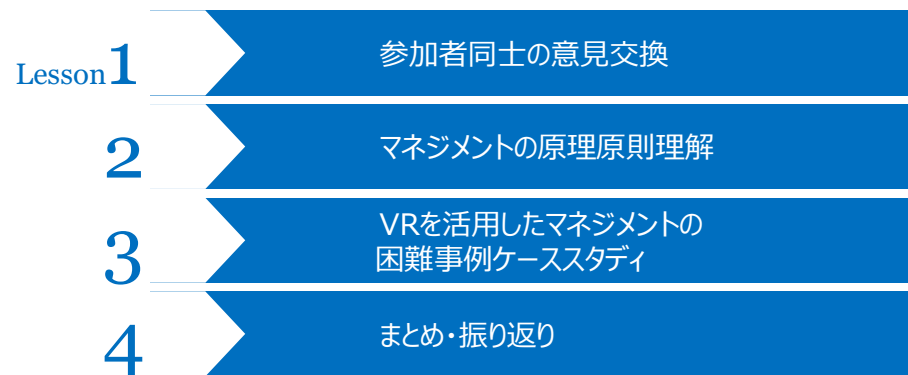 Lesson1
参加者同士の意見交換
2
マネジメントの原理原則理解
3
VRを活用したマネジメントの
困難事例ケーススタディ
4
まとめ・振り返り